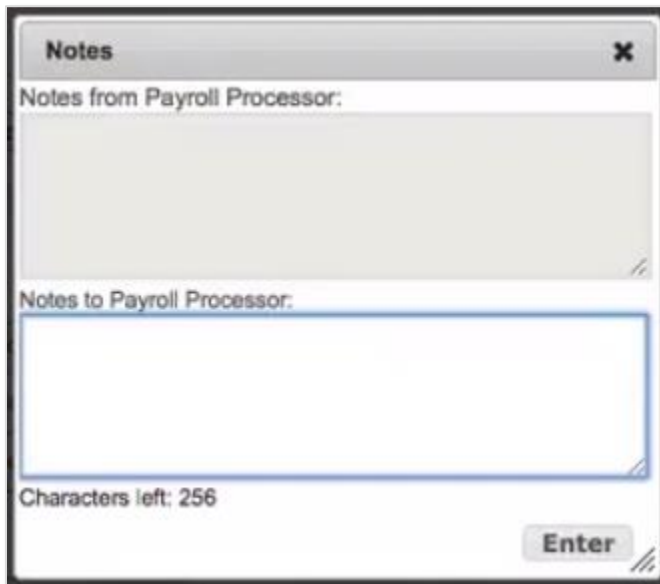 Notes
Notes from Payroll Processor:
Notes to Payroll Processor:
Characters left: 256
Enter